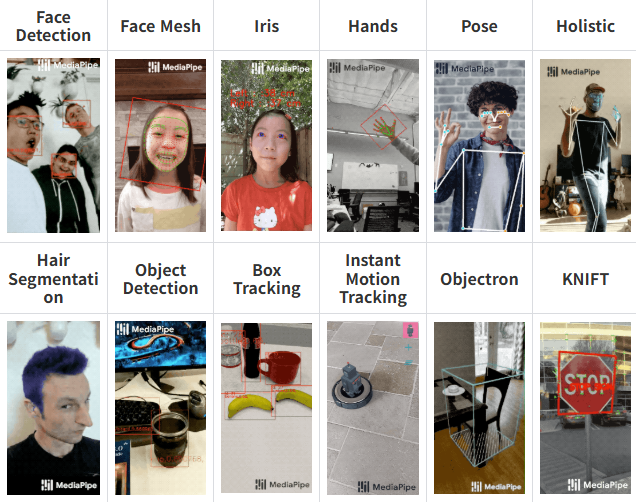 Face
Detection
Face Mesh
Iris
Hands
Pose
Holistic
MediaPipe
MediaPipe
MediaPipe
MediaPipe
MediaPipe
MediaPipe
Hair
Segmentati
on
Object
Detection
Box
Tracking
Instant
Motion
Tracking
Objectron
KNIFT
MediaPipe
STOP
MediaPipe
MediaPipe
MediaPipe
MediaPipe
MediaPipe